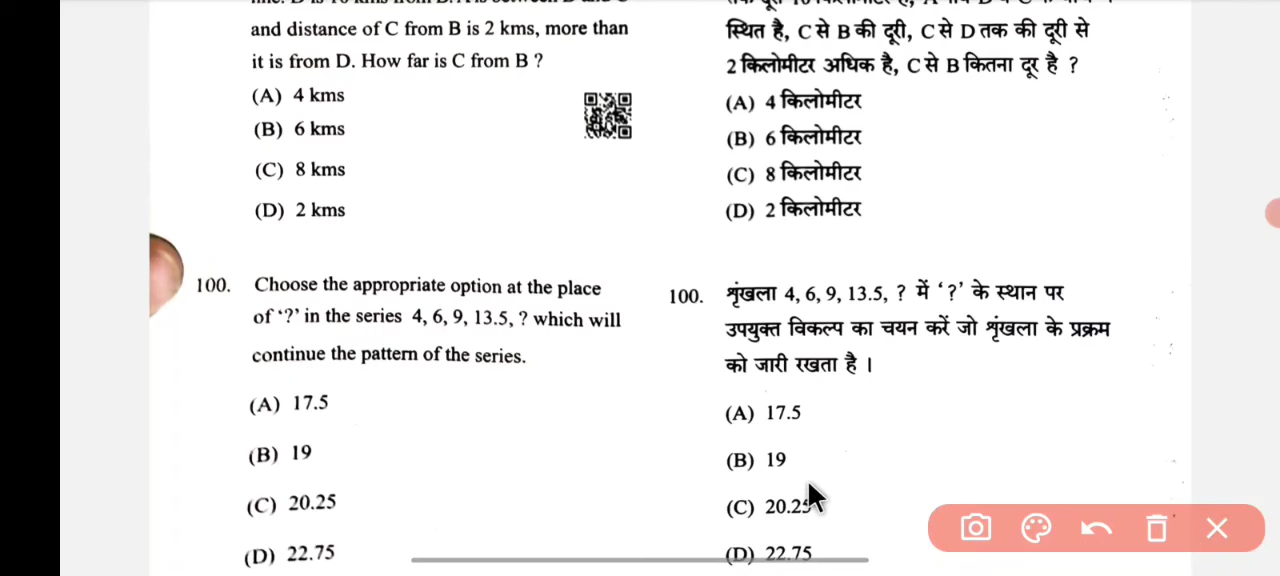 and distance of C from B is 2 kms, more than
it is from D. How far is C from B ?
(A) 4 kms
(B) 6 kms
(C) 8 kms
(D) 2 kms
100. Choose the appropriate option at the place
of ‘?’ in the series 4, 6, 9, 13.5, ? which will
continue the pattern of the series.
(A) 17.5
(B) 19
(C) 20.25
(D) 22.75
स्थित है, C से B की दूरी, C से D तक की दूरी से
2 किलोमीटर अधिक है, C से B कितना दूर है ?
(A) 4 किलोमीटर
(B) 6 किलोमीटर
(C) 8 किलोमीटर
(D) 2 किलोमीटर
100. शृंखला 4, 6, 9, 13.5, ? में ‘?’ के स्थान पर
उपयुक्त विकल्प का चयन करें जो शृंखला के प्रक्रम
को जारी रखता है ।
(A) 17.5
(B) 19
(C) 20.25
(D) 22.75